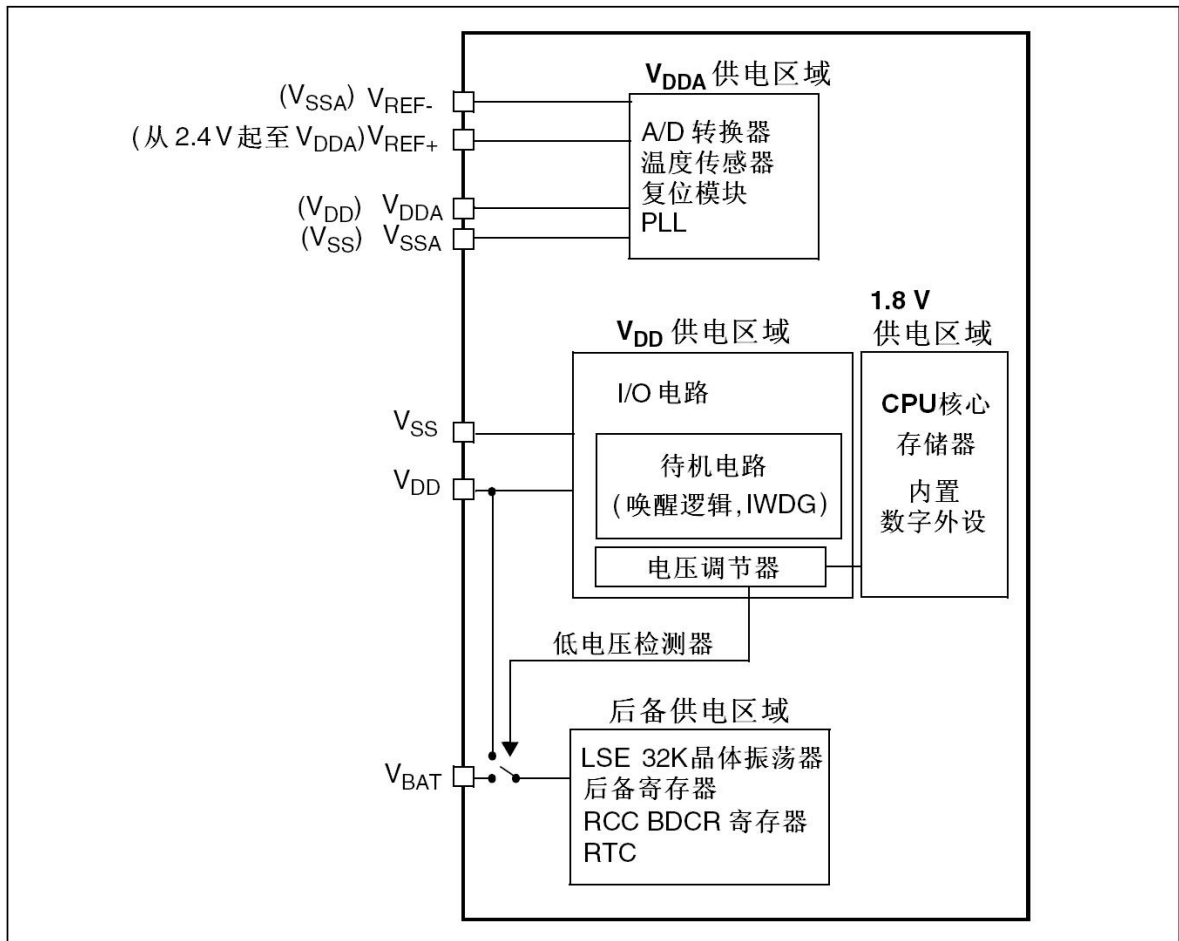 VDDA 供电区域
(VSSA) VREF-
(从 2.4 V 起至 VDDA)VREF+
(VDD) VDDA
(VSS) VSSA
A/D 转换器
温度传感器
复位模块
PLL
VDD 供电区域
1.8 V
供电区域
I/O 电路
VSS
VDD
待机电路
(唤醒逻辑,IWDG)
电压调节器
CPU核心
存储器
内置
数字外设
低电压检测器
后备供电区域
VBAT
LSE 32K晶体振荡器
后备寄存器
RCC BDCR 寄存器
RTC